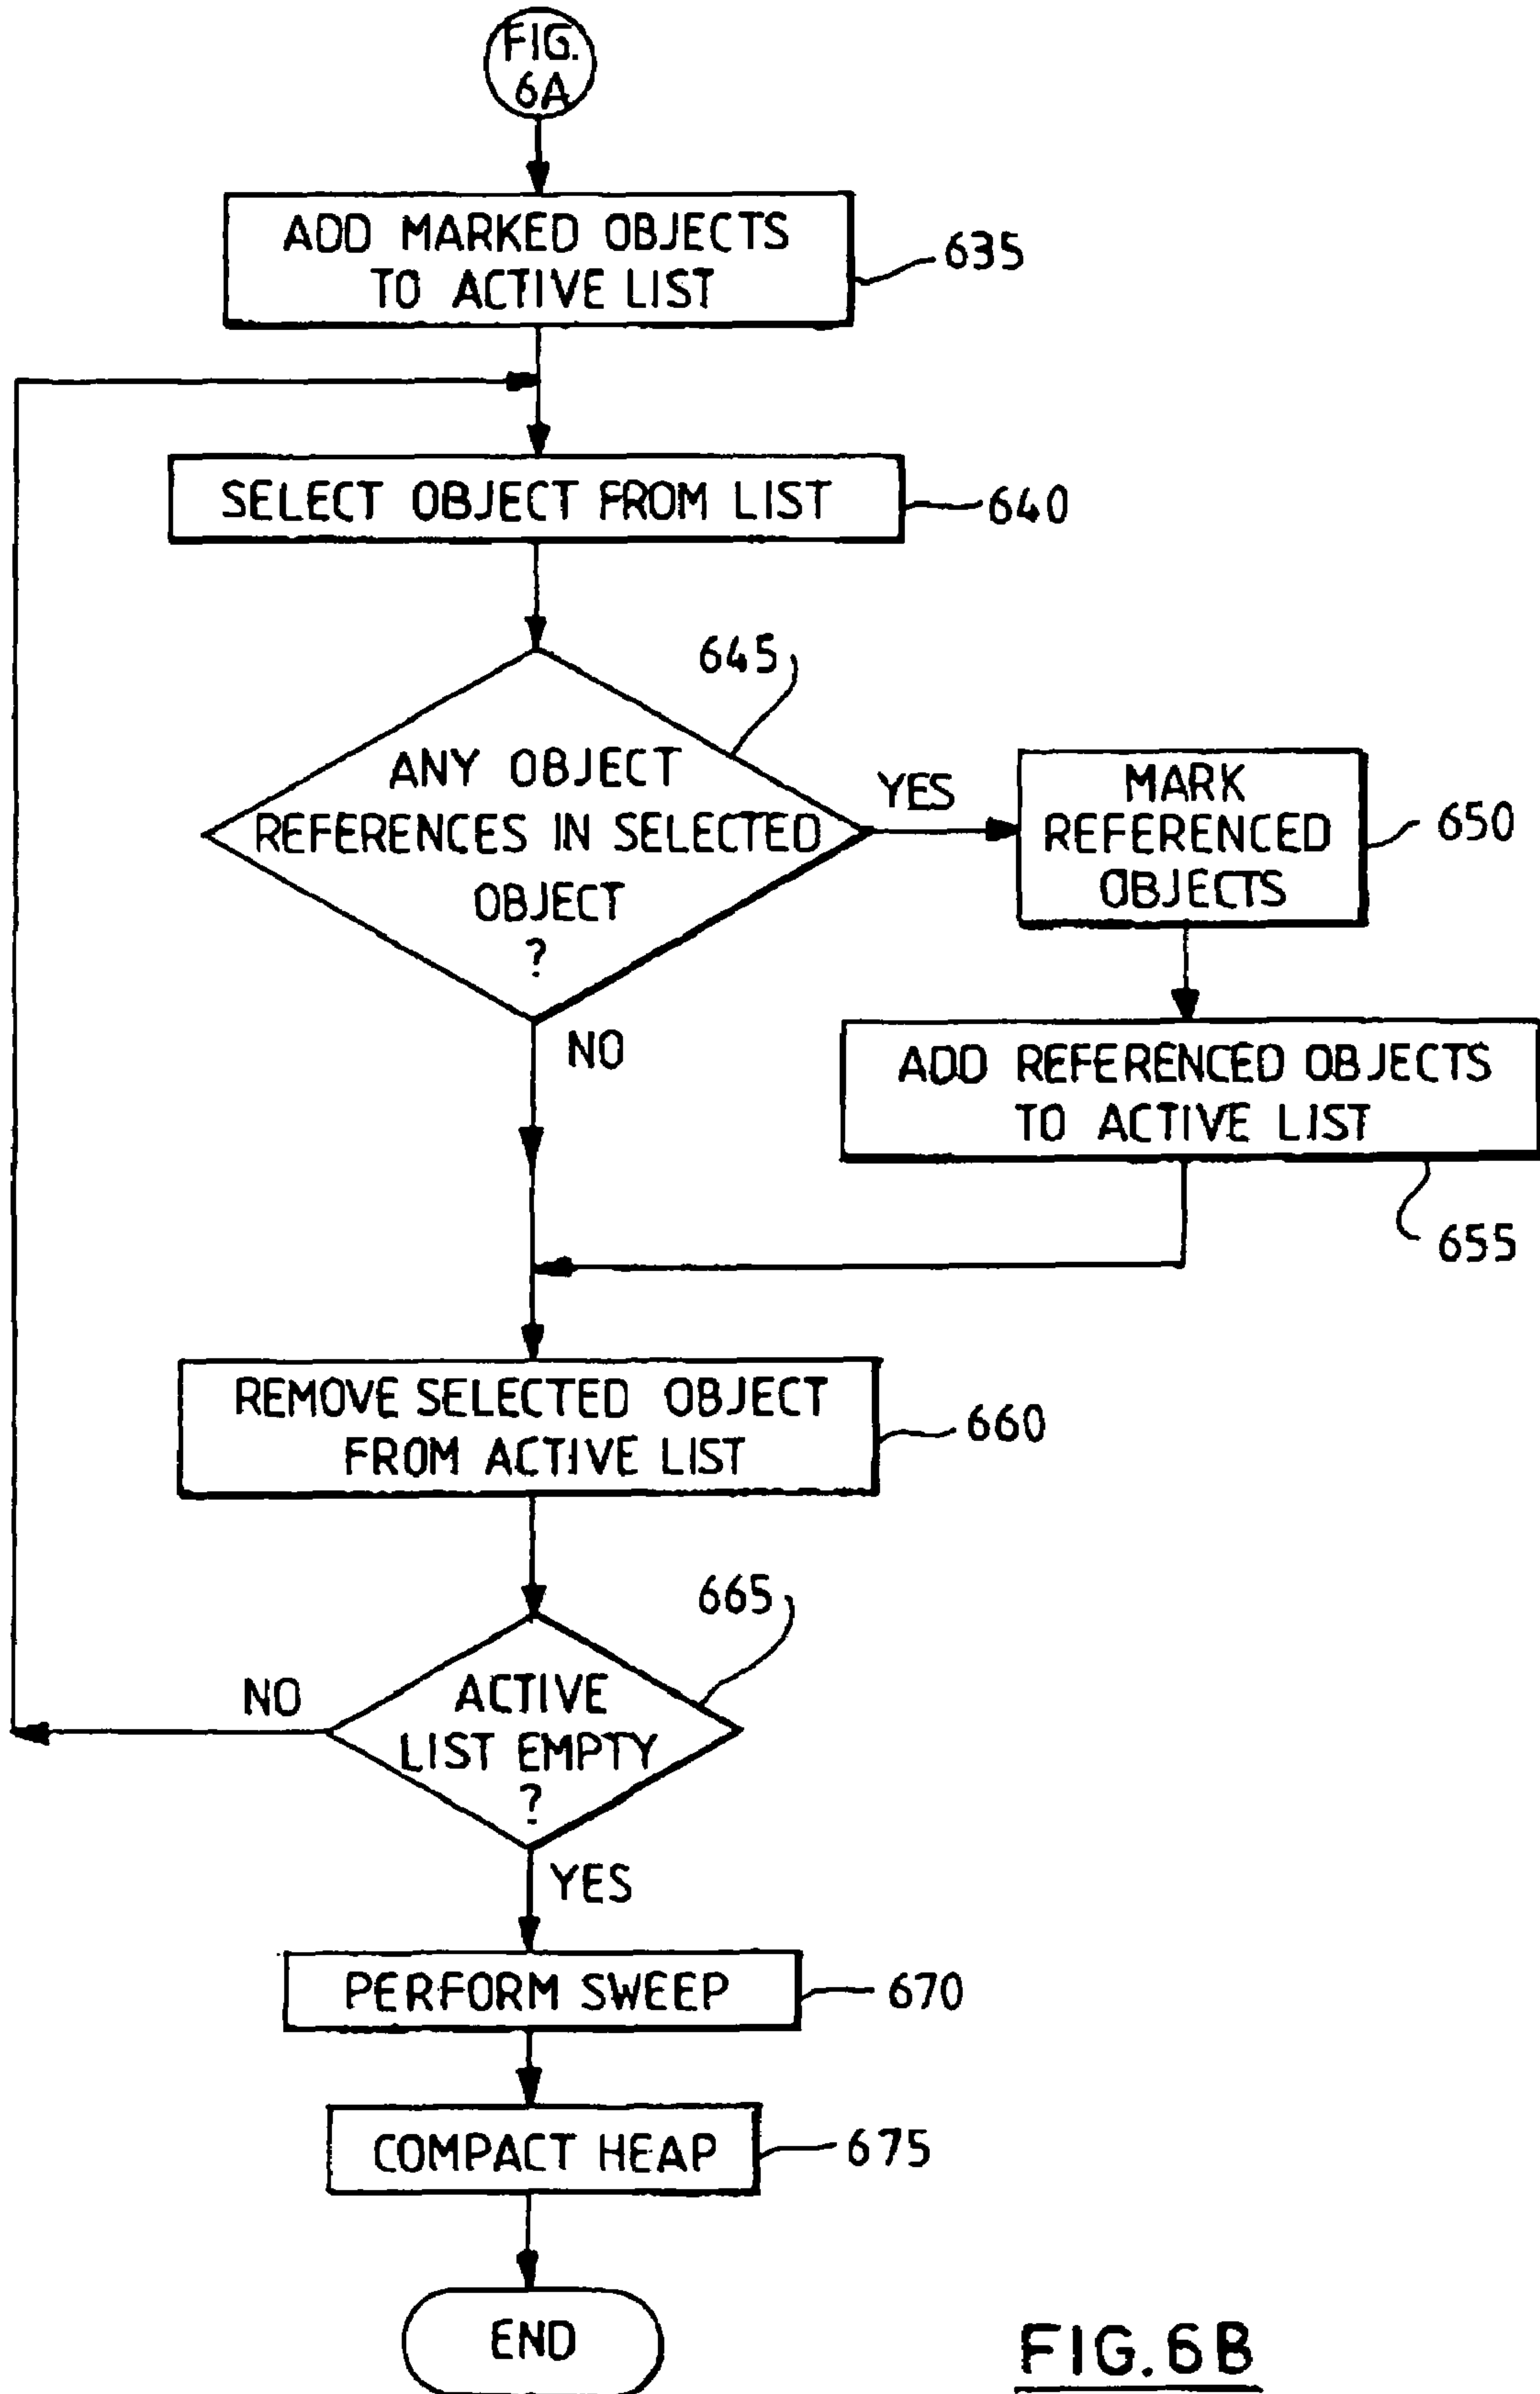 FIG.
6A
ADD MARKED OBJECTS
TO ACTIVE LIST
635
SELECT OBJECT FROM LIST
640
645
ANY OBJECT
REFERENCES IN SELECTED
OBJECT
?
YES
MARK
REFERENCED
OBJECTS
650
NO
ADD REFERENCED OBJECTS
TO ACTIVE LIST
655
REMOVE SELECTED OBJECT
FROM ACTIVE LIST
660
665
NO
ACTIVE
LIST EMPTY
?
YES
PERFORM SWEEP
670
COMPACT HEAP
675
END
FIG.6B